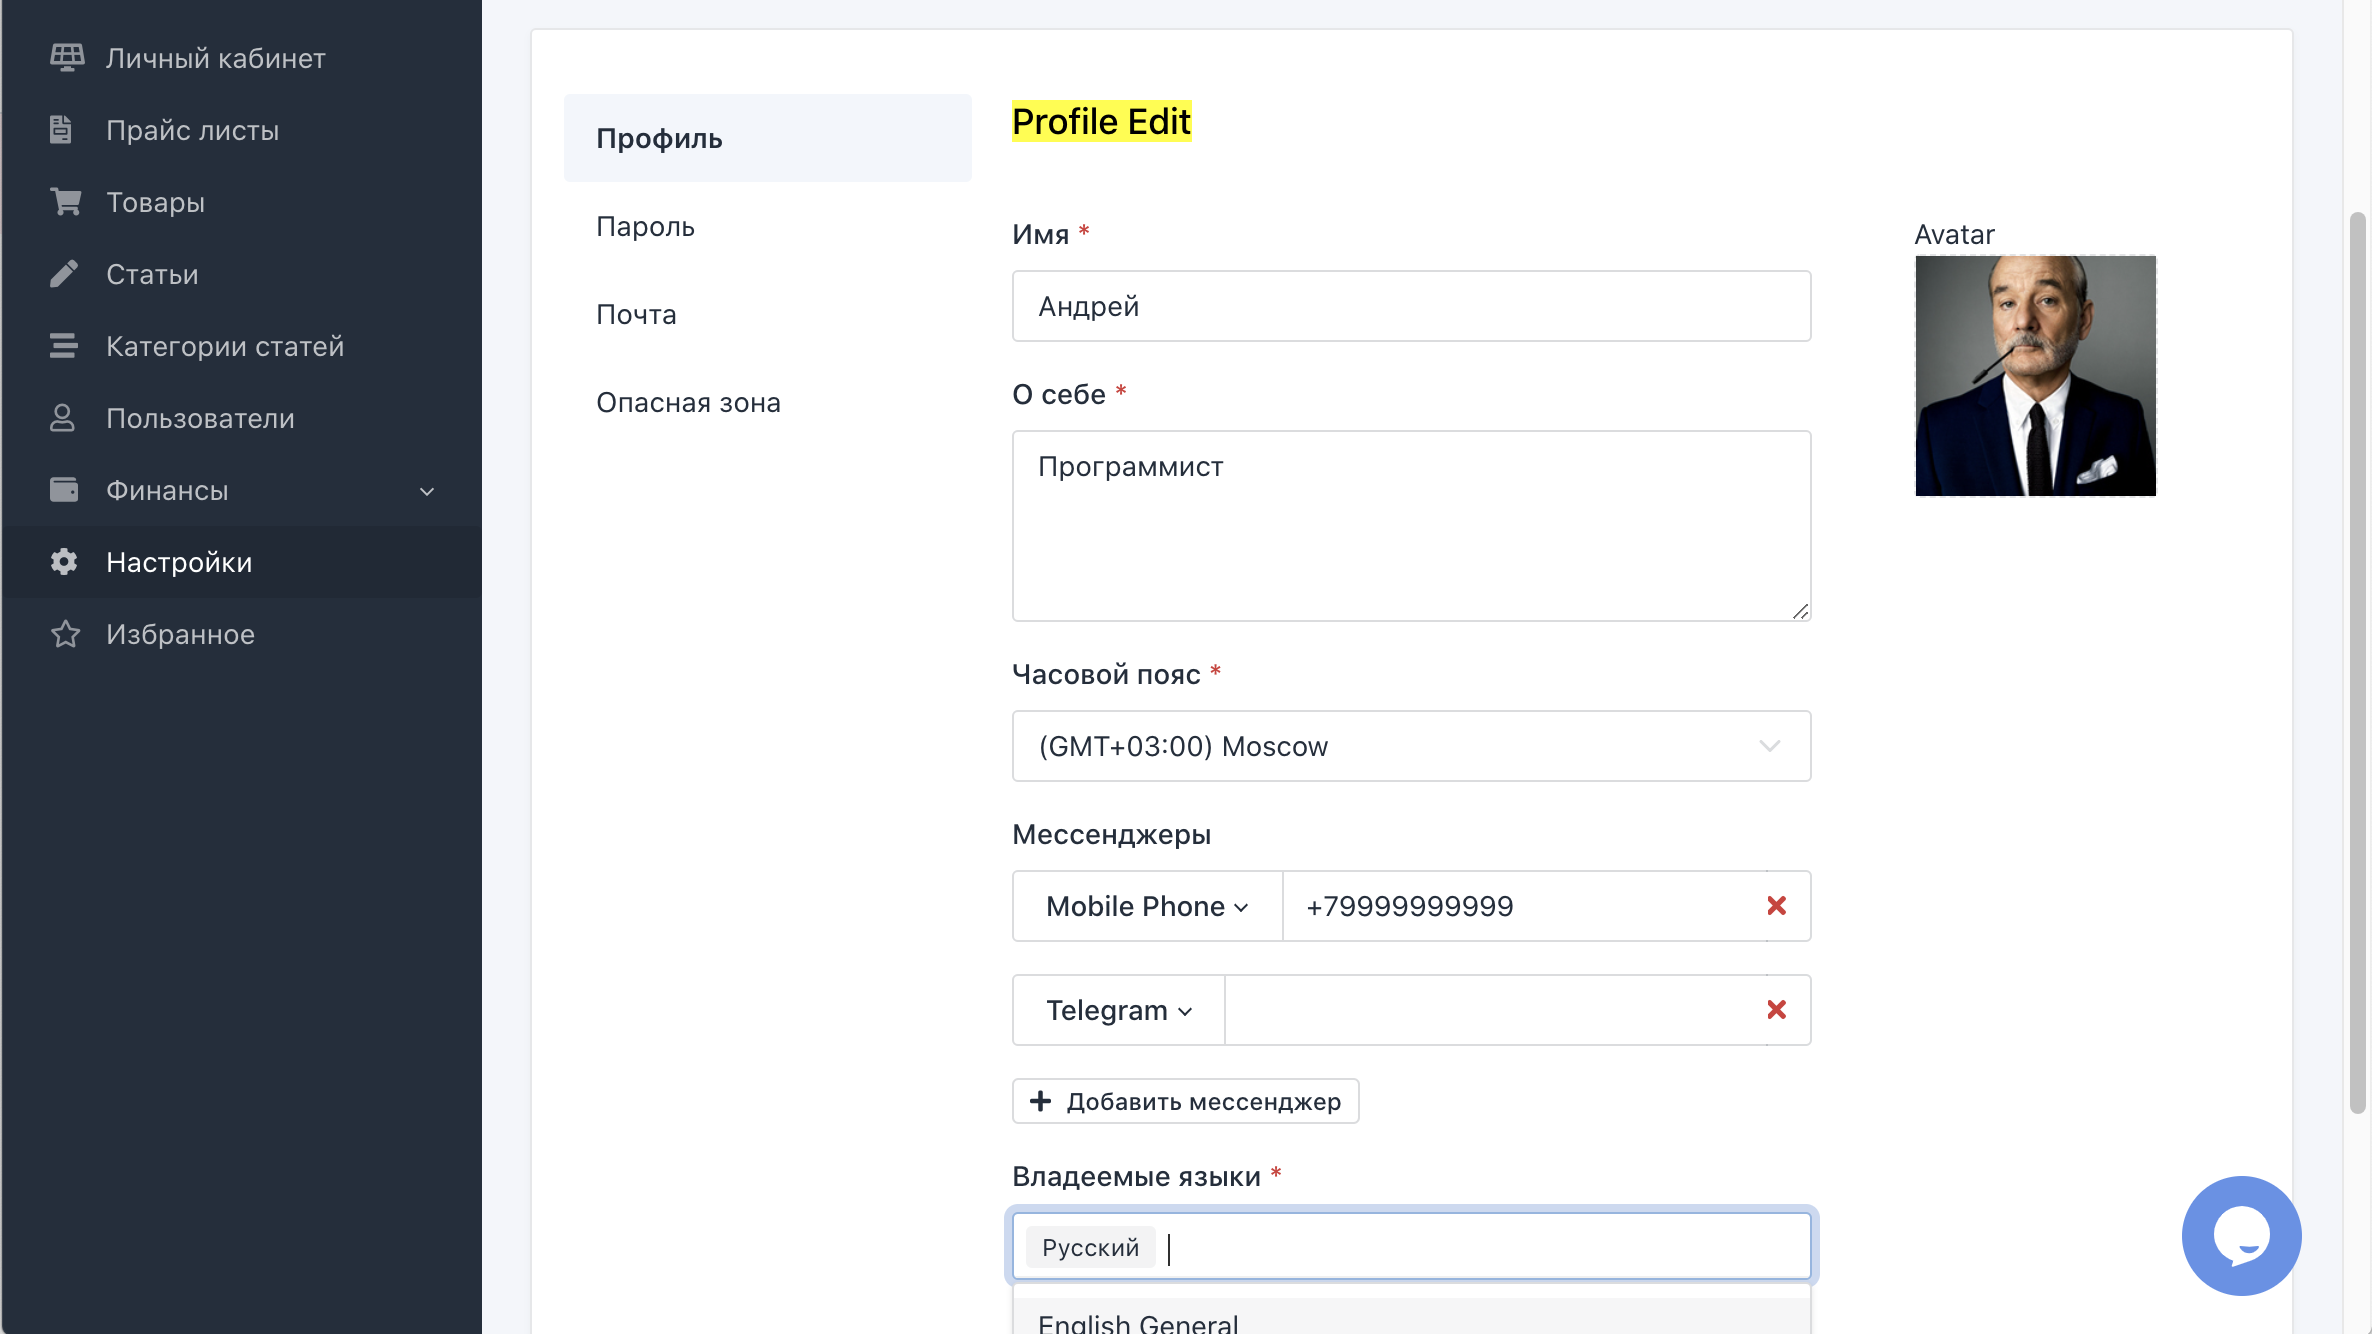 Личный кабинет
Прайс листы
Товары
Статьи
Категории статей
Пользователи
Финансы
Настройки
Избранное
Профиль
Пароль
Почта
Опасная зона
Profile Edit
Имя *
Андрей
О себе *
Программист
Часовой пояс *
(GMT+03:00) Moscow
Мессенджеры
Mobile Phone +79999999999
Telegram
Добавить мессенджер
Владеемые языки *
Русский
English General
Avatar